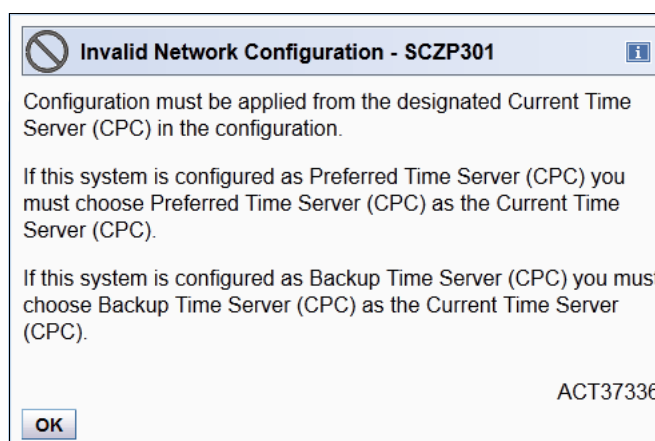 Invalid Network Configuration - SCZP301
i
Configuration must be applied from the designated Current Time
Server (CPC) in the configuration.
If this system is configured as Preferred Time Server (CPC) you
must choose Preferred Time Server (CPC) as the Current Time
Server (CPC).
If this system is configured as Backup Time Server (CPC) you must
choose Backup Time Server (CPC) as the Current Time Server
(CPC).
ACT37336
OK